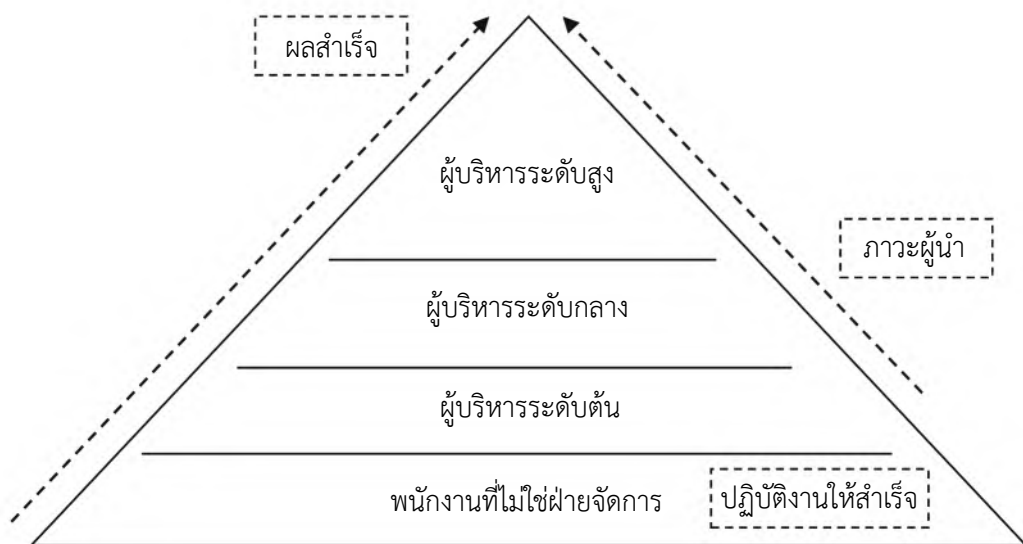 ผลสำเร็จ
ผู้บริหารระดับสูง
ภาวะผู้นำ
ผู้บริหารระดับกลาง
ผู้บริหารระดับต้น
พนักงานที่ไม่ใช่ฝ่ายจัดการ
ปฏิบัติงานให้สำเร็จ